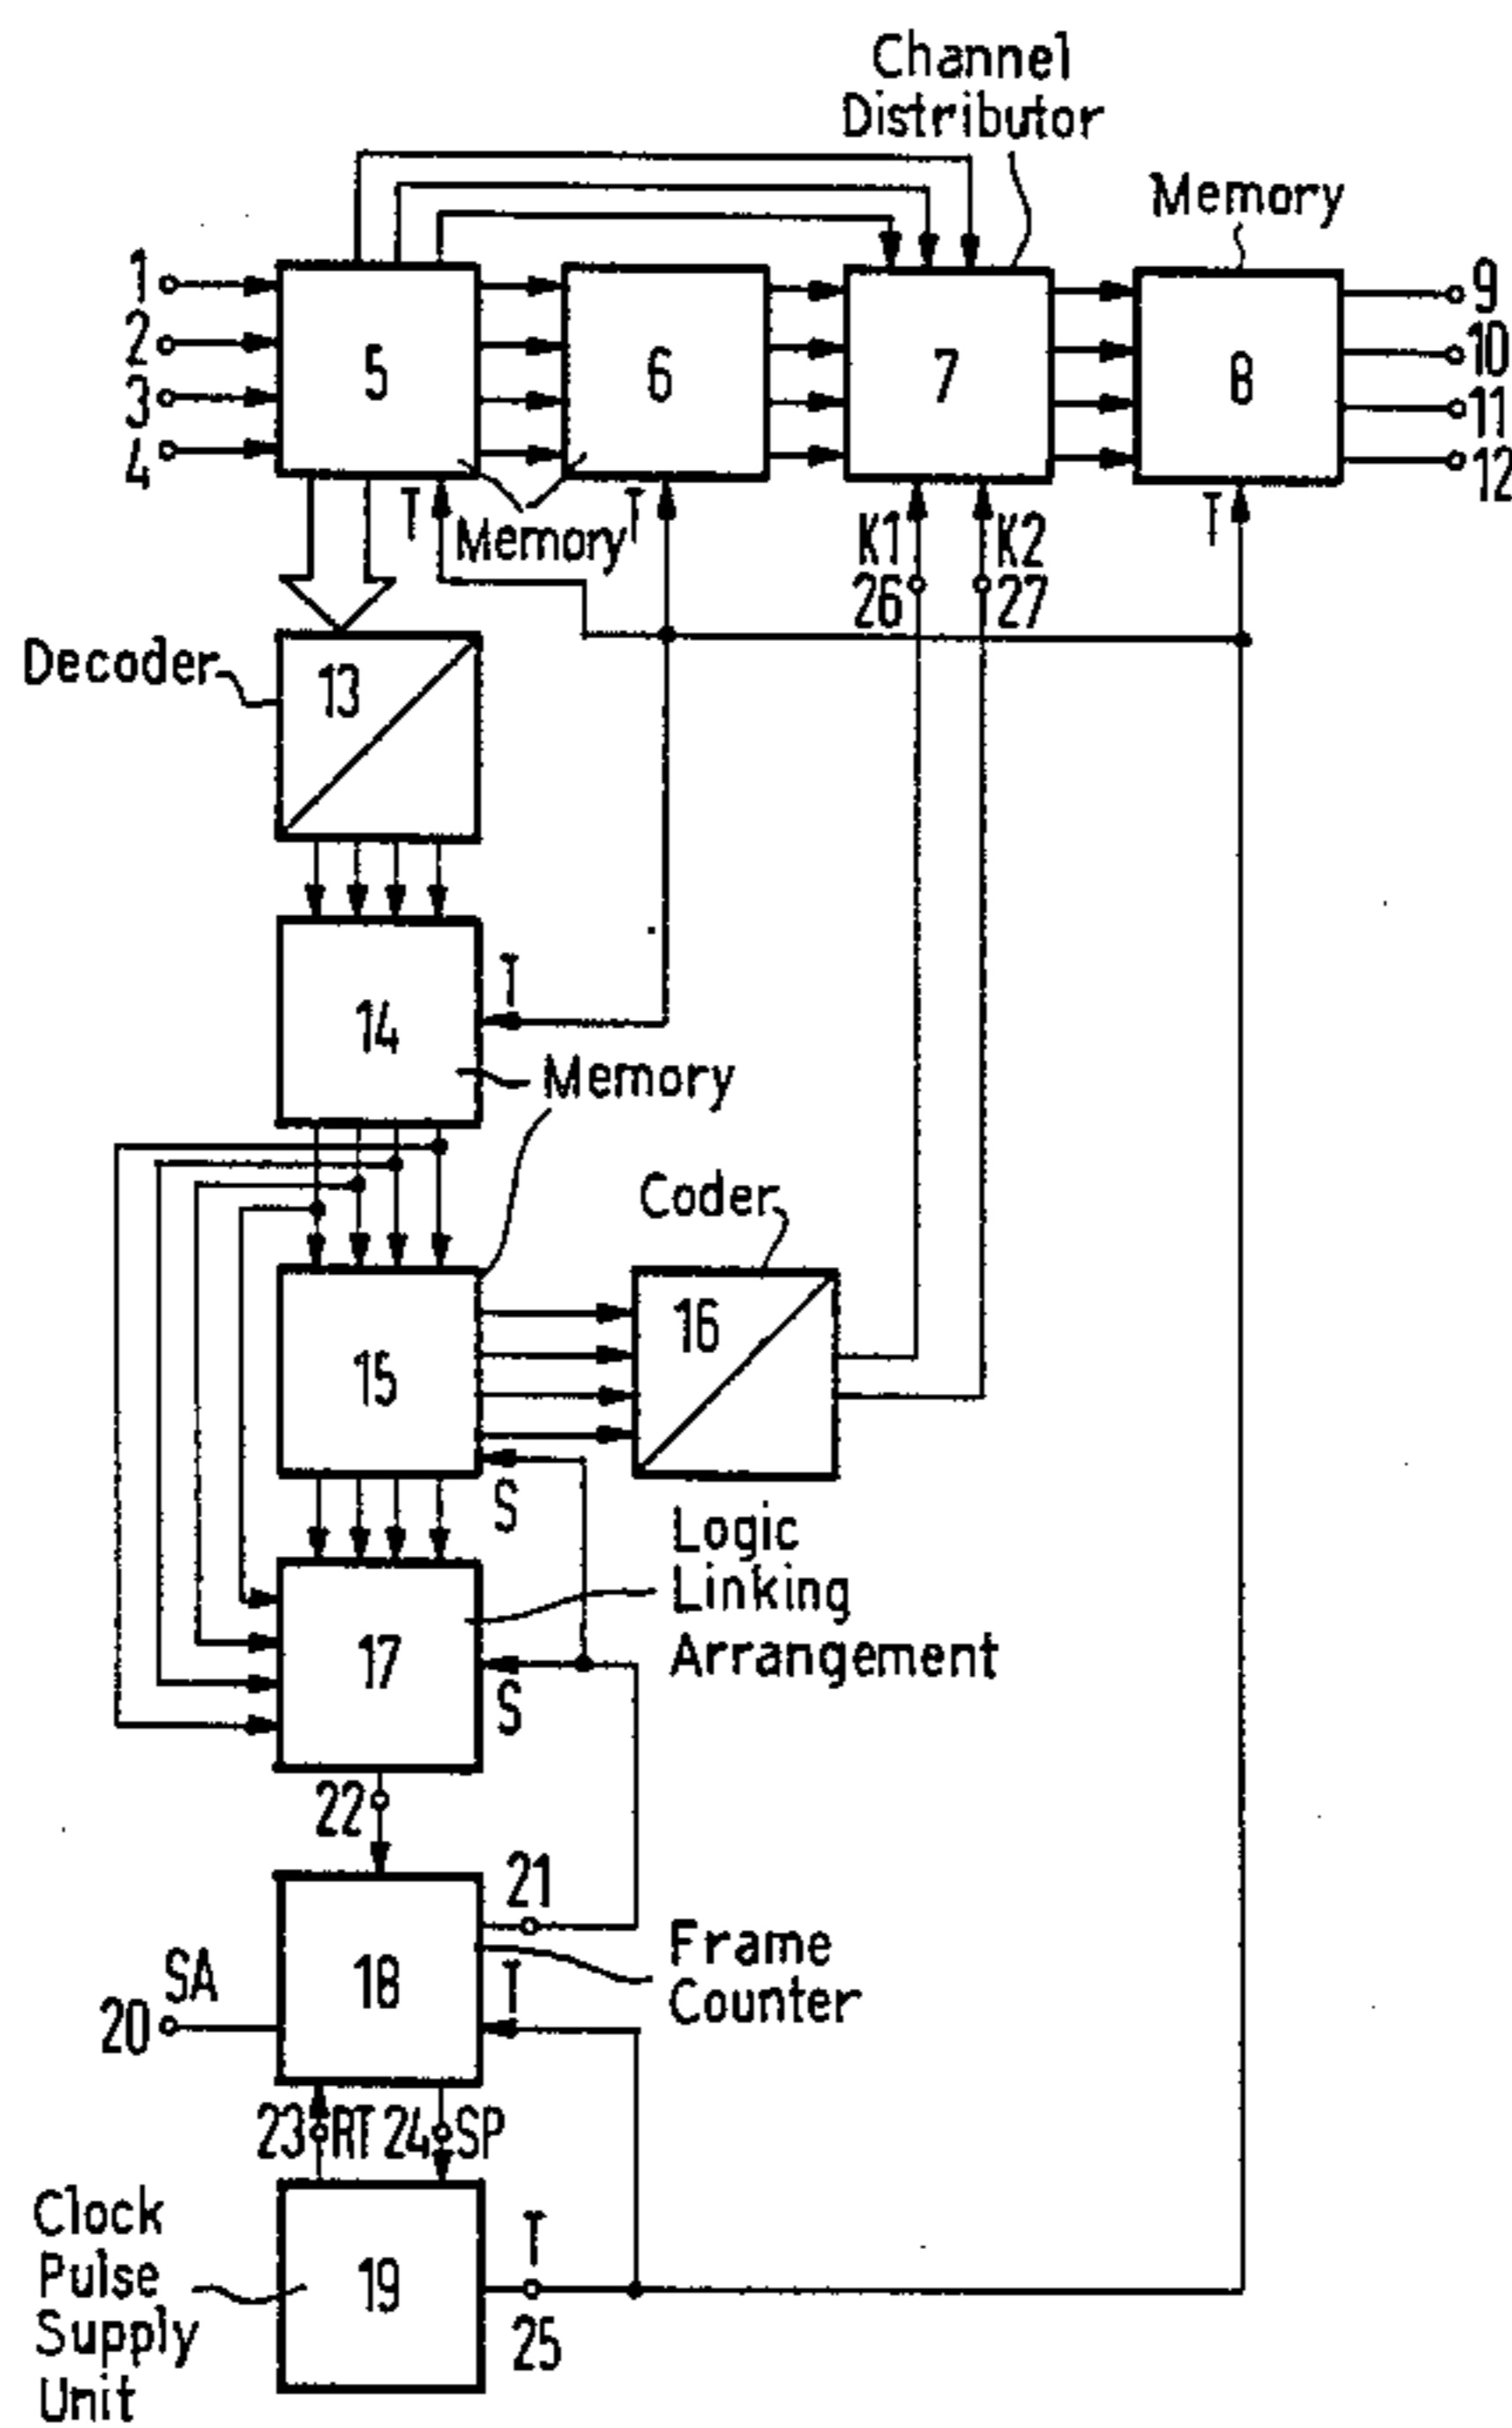 Channel
Distributor
Memory
1
2
3
4
5
6
7
8
9
10
11
12
T
Memory
T
K1
K2
T
26
27
Decoder
13
14
T
Memory
Coder
15
16
S
Logic
Linking
Arrangement
17
S
22
21
Frame
Counter
18
T
SA
20
23
RT
24
SP
Clock
Pulse
Supply
Unit
19
T
25